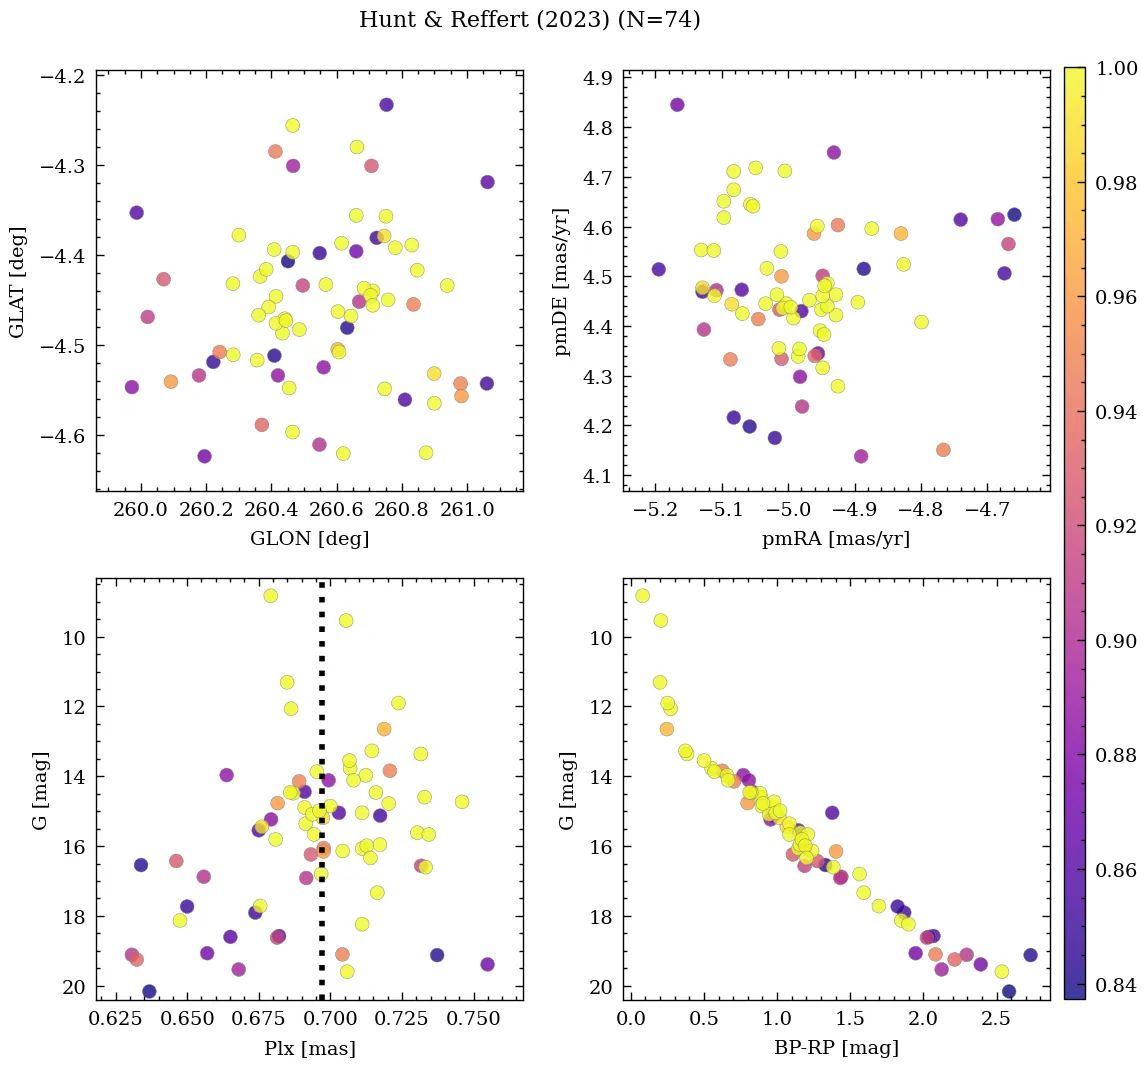 Hunt & Reffert (2023) (N=74)
−4.2
−4.3
−4.4
−4.5
−4.6
GLAT [deg]
260.0 260.2 260.4 260.6 260.8 261.0
GLON [deg]
4.9
4.8
4.7
4.6
4.5
4.4
4.3
4.2
4.1
pmDE [mas/yr]
−5.2 −5.1 −5.0 −4.9 −4.8 −4.7
pmRA [mas/yr]
10
12
14
16
18
20
G [mag]
0.625 0.650 0.675 0.700 0.725 0.750
Plx [mas]
10
12
14
16
18
20
G [mag]
0.0 0.5 1.0 1.5 2.0 2.5
BP-RP [mag]
1.00
0.98
0.96
0.94
0.92
0.90
0.88
0.86
0.84